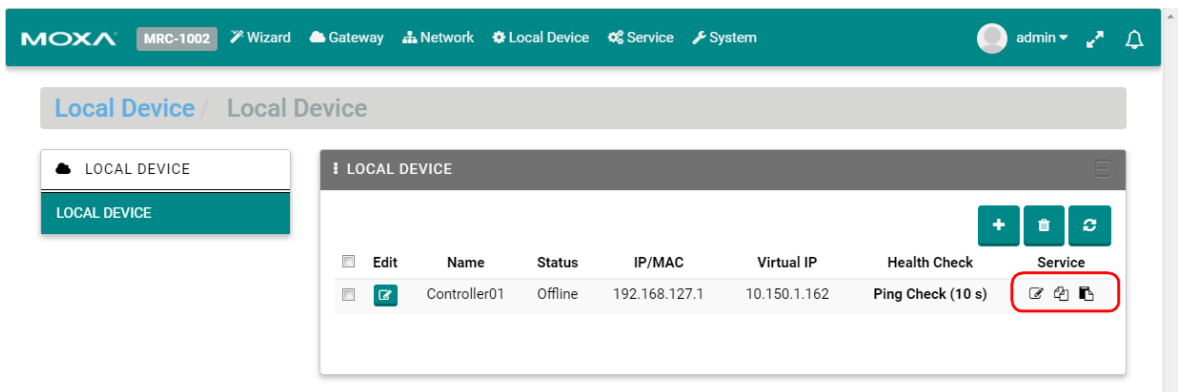 MOXA MRC-1002 Wizard Gateway Network Local Device Service System admin
Local Device / Local Device
LOCAL DEVICE
LOCAL DEVICE
LOCAL DEVICE
Edit Name Status IP/MAC Virtual IP Health Check Service
Controller01 Offline 192.168.127.1 10.150.1.162 Ping Check (10 s)